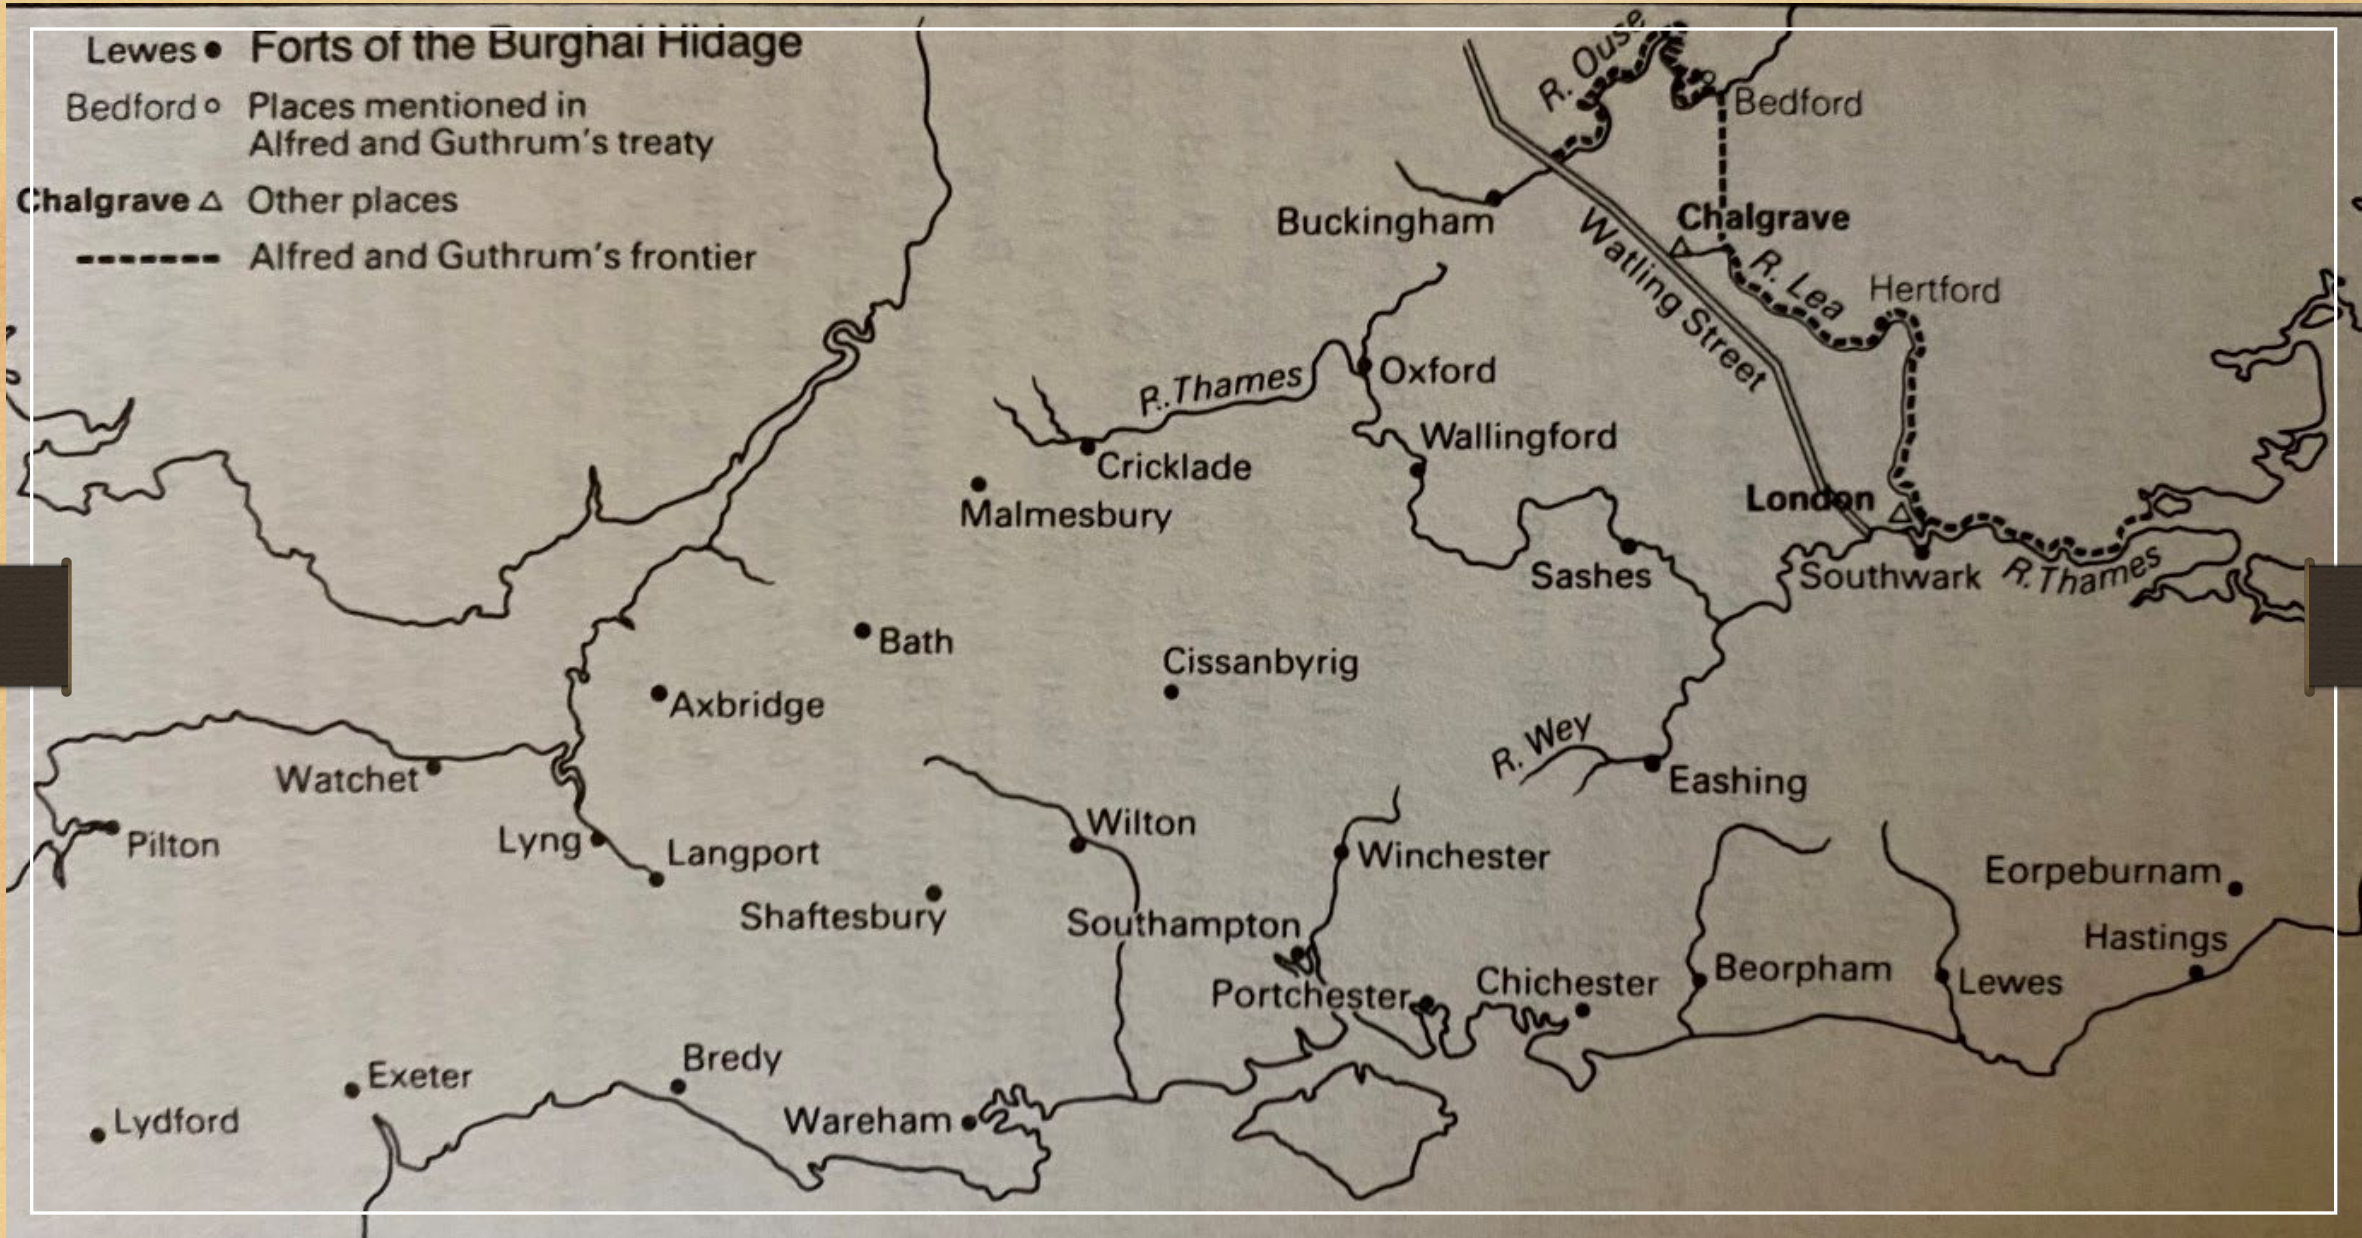 Lewes Forts of the Burghal Hidage
Bedford Places mentioned in
Alfred and Guthrum's treaty
Chalgrave Other places
Alfred and Guthrum's frontier
R. Ouse
Bedford
Buckingham
Watling Street
Chalgrave
R. Lea
Hertford
R. Thames
Oxford
Cricklade
Wallingford
Malmesbury
London
Sashes
Southwark
R. Thames
Bath
Cissanbyrig
Axbridge
Watchet
R. Wey
Eashing
Pilton
Lyng
Langport
Wilton
Winchester
Shaftesbury
Southampton
Eorpeburnam
Hastings
Portchester
Chichester
Beorpham
Lewes
Exeter
Bredy
Lydford
Wareham